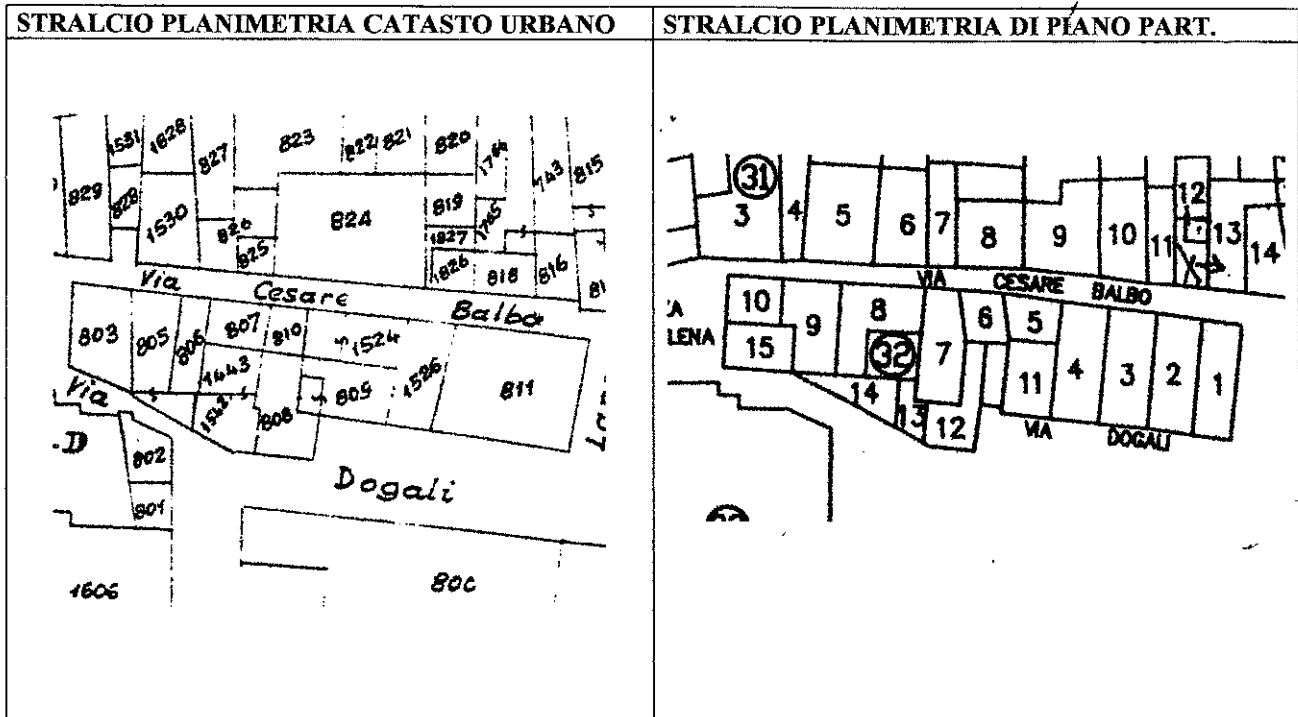 STRALCIO PLANIMETRIA CATASTO URBANO
STRALCIO PLANIMETRIA DI PIANO PART.
1531 1828 827 823 822 821 820 1764 743 815
829 828 1530 826 825 824 819 1827 1765 1826 818 816
Via Cesare Balbo
803 805 806 807 810 1524
1443 809 1526 811
Via 808
802
801
Dogali
1606 80C
31
3 4 5 6 7 8 9 10 11 12 13 14
VIA CESARE BALBO
LENA
10 9 8 6 5
15 32 7 11 4 3 2 1
14 13 12
VIA DOGALI